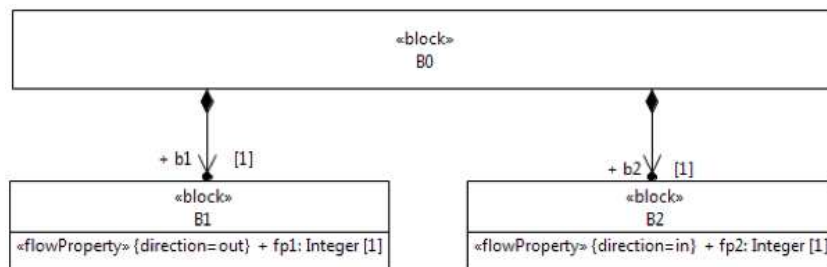 «block»
B0
+ b1 [1]
+ b2 [1]
«block»
B1
«flowProperty» {direction=out} + fp1: Integer [1]
«block»
B2
«flowProperty» {direction=in} + fp2: Integer [1]